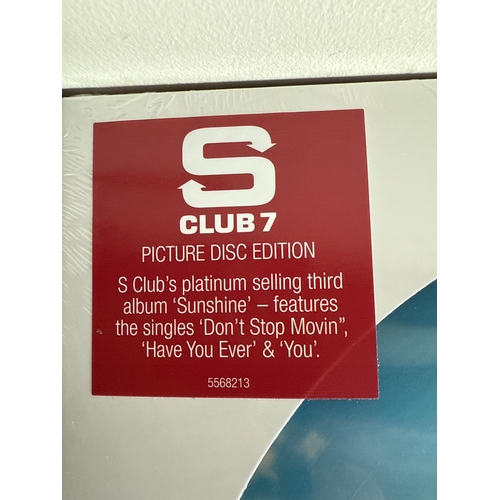 S
CLUB 7
PICTURE DISC EDITION
S Club's platinum selling third
album ‘Sunshine’ – features
the singles ‘Don't Stop Movin”,
‘Have You Ever’ & ‘You’.
5568213